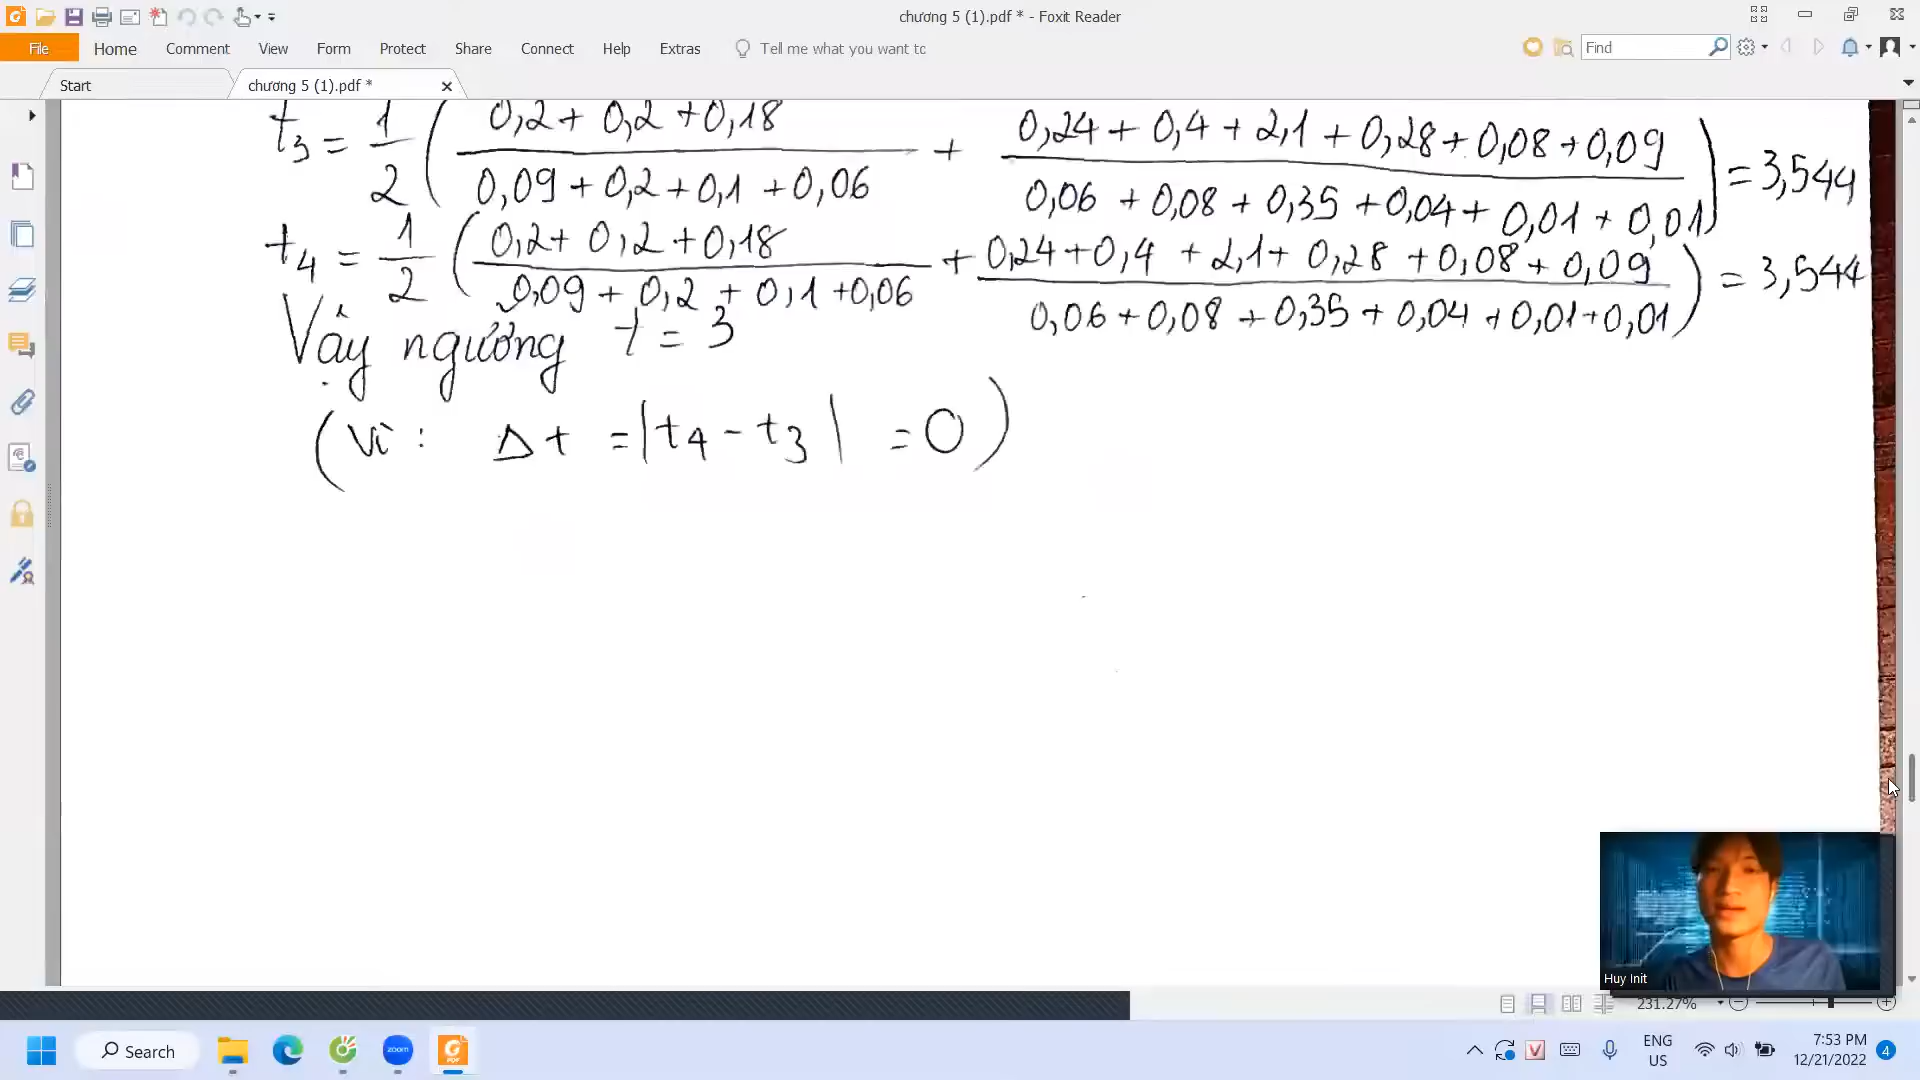 chương 5 (1).pdf * - Foxit Reader
File Home Comment View Form Protect Share Connect Help Extras Tell me what you want to Find
Start chương 5 (1).pdf *
t3 = 1/2 ( (0,2 + 0,2 + 0,18)/(0,09 + 0,2 + 0,1 + 0,06) + (0,24 + 0,4 + 2,1 + 0,28 + 0,08 + 0,09)/(0,06 + 0,08 + 0,35 + 0,04 + 0,01 + 0,01) ) = 3,544
t4 = 1/2 ( (0,2 + 0,2 + 0,18)/(0,09 + 0,2 + 0,1 + 0,06) + (0,24 + 0,4 + 2,1 + 0,28 + 0,08 + 0,09)/(0,06 + 0,08 + 0,35 + 0,04 + 0,01 + 0,01) ) = 3,544
Vậy ngưỡng t = 3
(Vì : Δt = |t4 - t3| = 0)
Huy Init
231.27%
Search
zoom
PDF
ENG
US
7:53 PM
12/21/2022
4